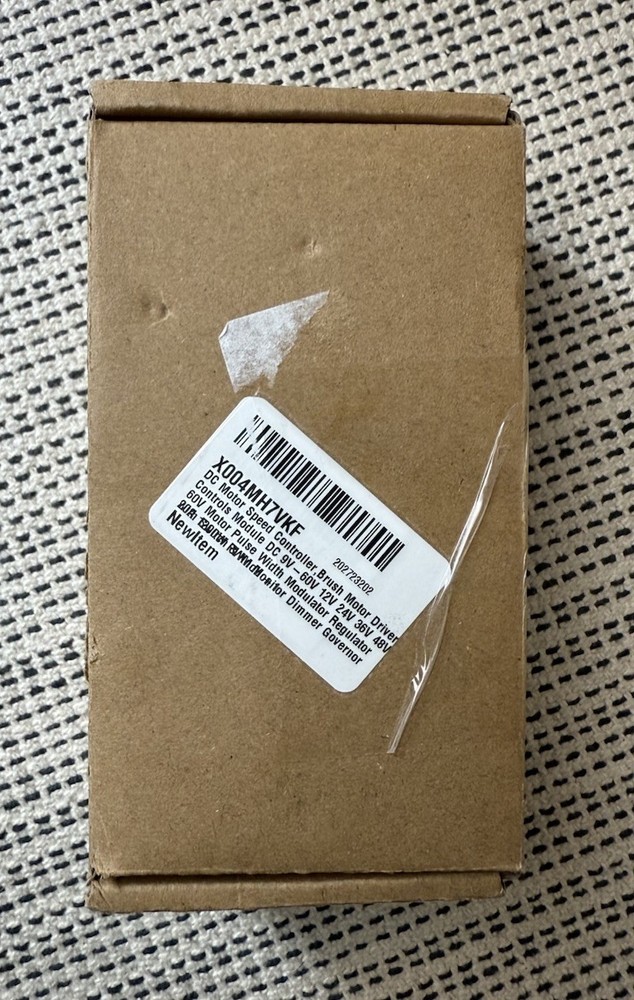 X004MH7VKF
202723202
DC Motor Speed Controller,Brush Motor Driver
Controls Module DC 9V–60V 12V 24V 36V 48V
60V Motor Pulse Width Modulator Regulator
Monitor Dimmer Governor
NewItem